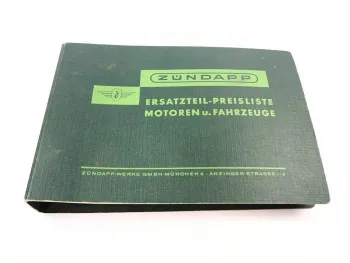 ZÜNDAPP
ERSATZTEIL-PREISLISTE
MOTOREN u. FAHRZEUGE
ZÜNDAPP-WERKE GMBH MÜNCHEN 8 · ANZINGER STRASSE 1-3